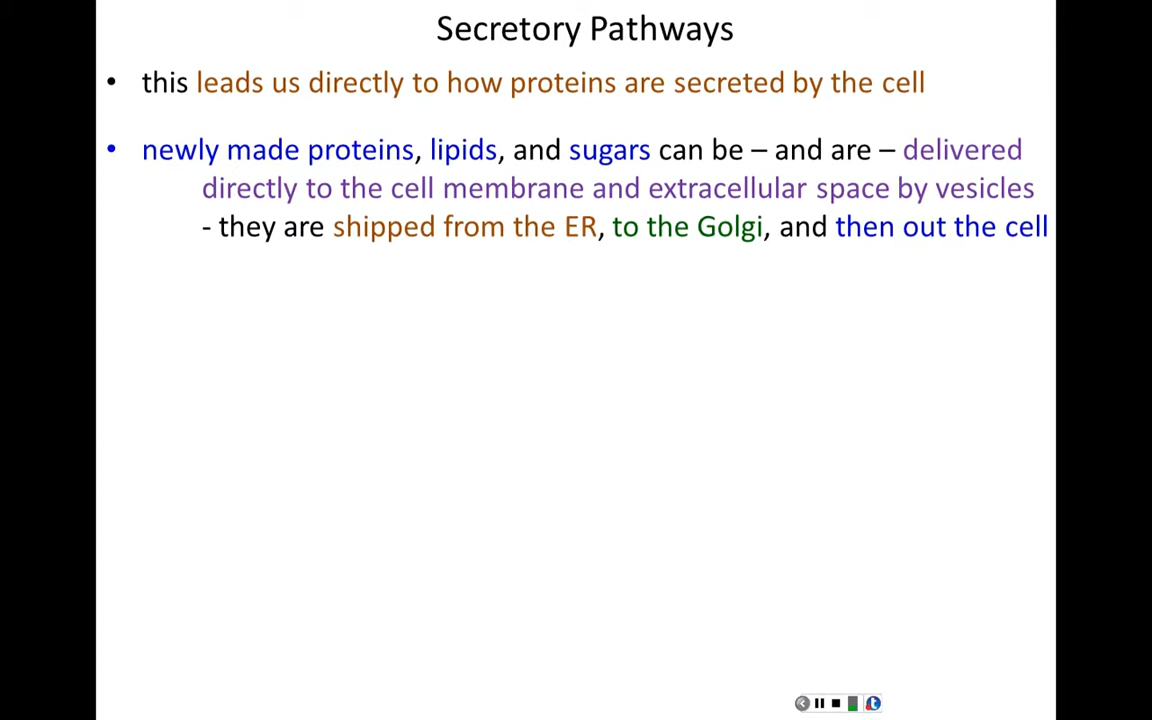 Secretory Pathways
• this leads us directly to how proteins are secreted by the cell
• newly made proteins, lipids, and sugars can be – and are – delivered
directly to the cell membrane and extracellular space by vesicles
- they are shipped from the ER, to the Golgi, and then out the cell